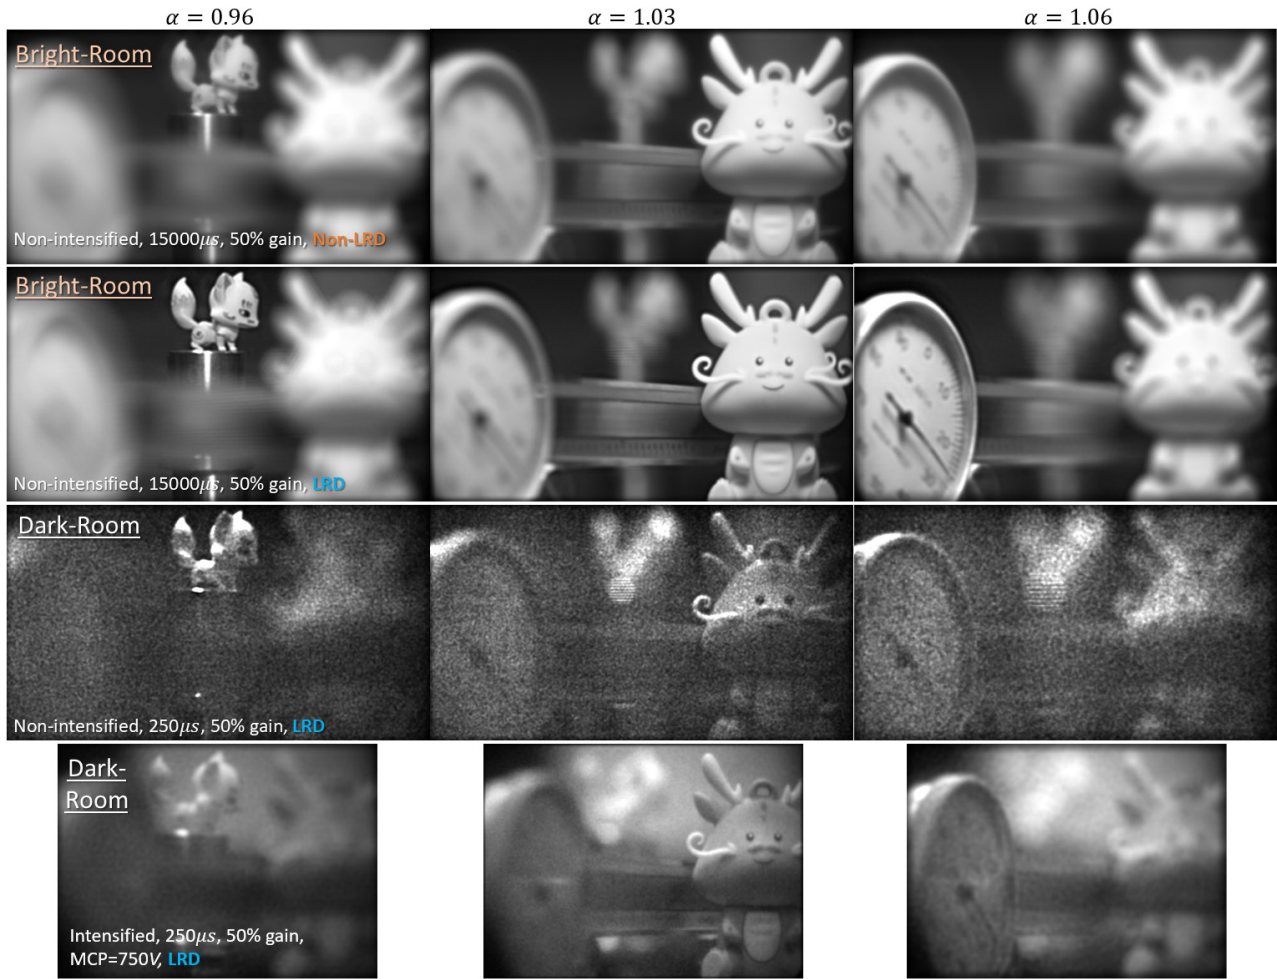 α = 0.96
α = 1.03
α = 1.06
Bright-Room
Non-intensified, 15000μs, 50% gain, Non-LRD
Bright-Room
Non-intensified, 15000μs, 50% gain, LRD
Dark-Room
Non-intensified, 250μs, 50% gain, LRD
Dark-
Room
Intensified, 250μs, 50% gain,
MCP=750V, LRD